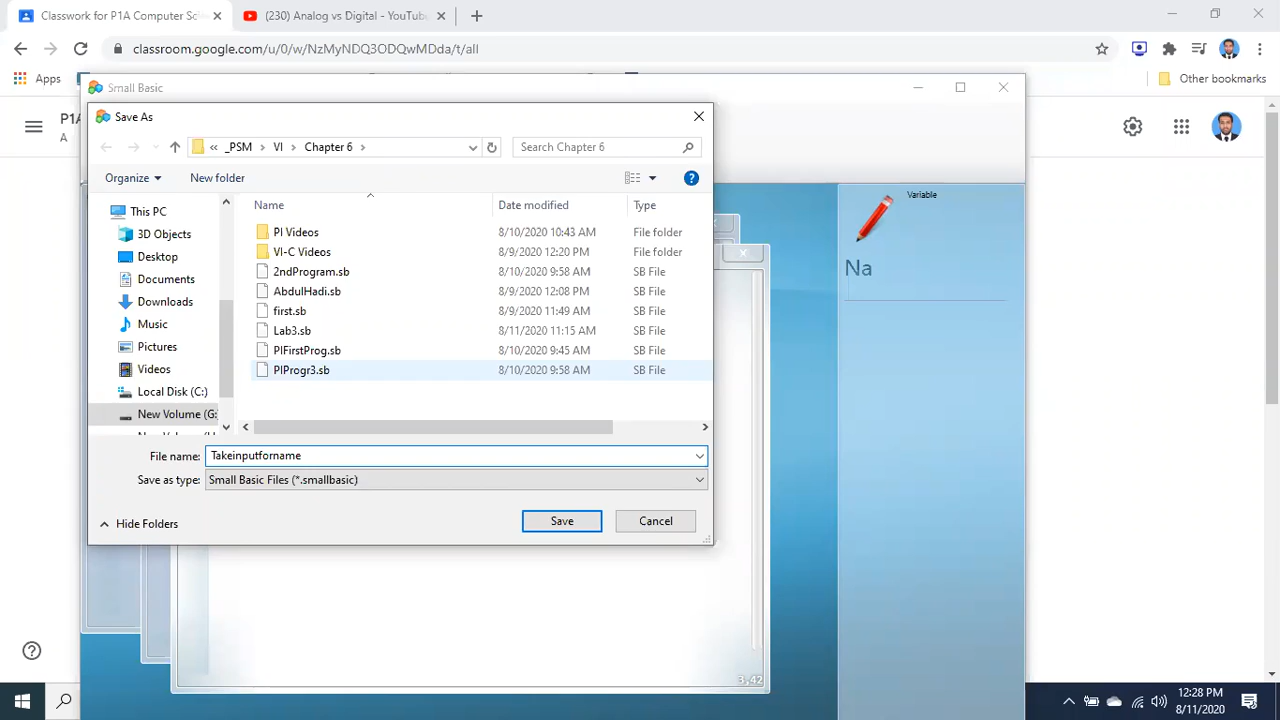 Classwork for P1A Computer Sci
(230) Analog vs Digital - YouTube
classroom.google.com/u/0/w/NzMyNDQ3ODQwMDda/t/all
Apps
Other bookmarks
Small Basic
P1A
A
Save As
« _PSM > VI > Chapter 6 >
Search Chapter 6
Organize
New folder
Name
Date modified
Type
This PC
3D Objects
Desktop
Documents
Downloads
Music
Pictures
Videos
Local Disk (C:)
New Volume (G:
PI Videos 8/10/2020 10:43 AM File folder
VI-C Videos 8/9/2020 12:20 PM File folder
2ndProgram.sb 8/10/2020 9:58 AM SB File
AbdulHadi.sb 8/9/2020 12:08 PM SB File
first.sb 8/9/2020 11:49 AM SB File
Lab3.sb 8/11/2020 11:15 AM SB File
PIFirstProg.sb 8/10/2020 9:45 AM SB File
PIProgr3.sb 8/10/2020 9:58 AM SB File
File name: Takeinputforname
Save as type: Small Basic Files (*.smallbasic)
Hide Folders
Save
Cancel
Variable
Na
3,42
12:28 PM
8/11/2020